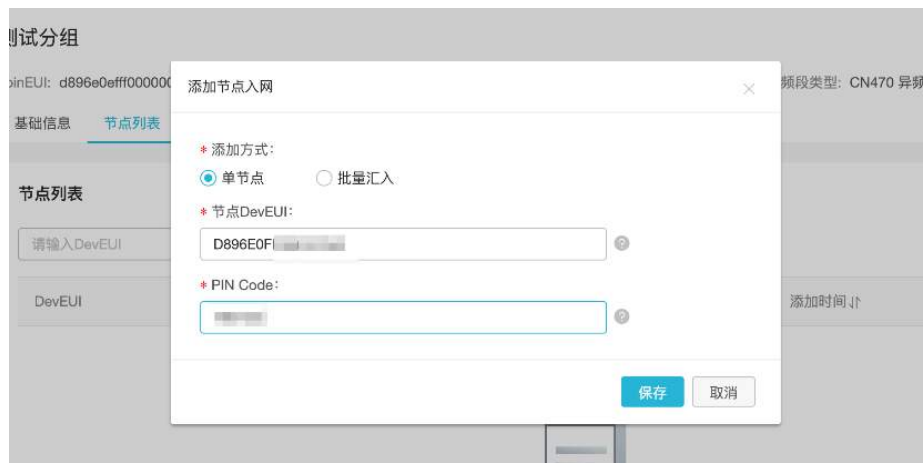 测试分组
oinEUI: d896e0efff000000
频段类型: CN470 异频
基础信息 节点列表
添加节点入网
* 添加方式:
单节点 批量汇入
节点列表
* 节点DevEUI:
请输入DevEUI
D896E0F
* PIN Code:
DevEUI
添加时间
保存 取消